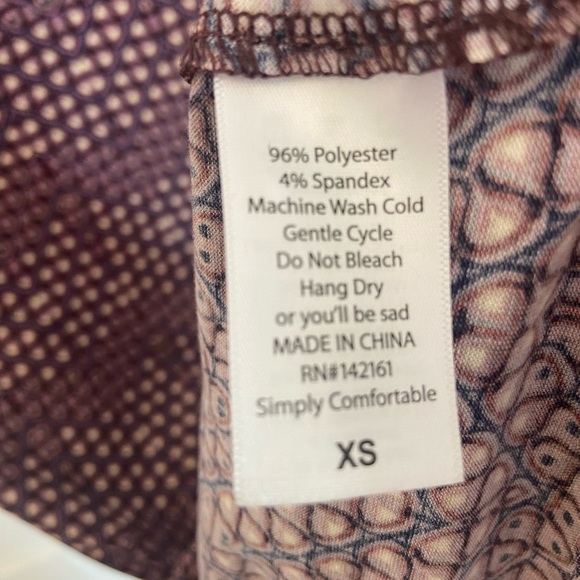 96% Polyester
4% Spandex
Machine Wash Cold
Gentle Cycle
Do Not Bleach
Hang Dry
or you'll be sad
MADE IN CHINA
RN#142161
Simply Comfortable
XS